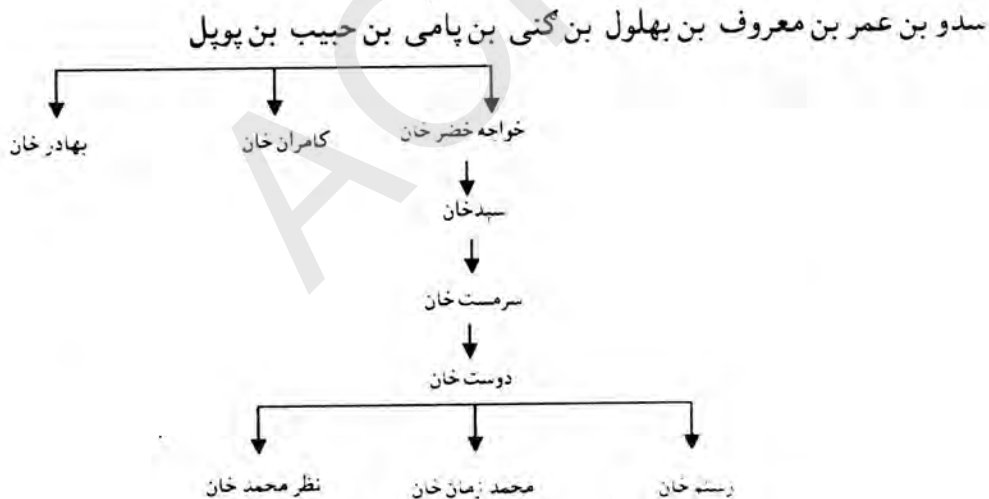 سدو بن عمر بن معروف بن بهلول بن کنی بن پامی بن حبیب بن پوپل
خواجه خضر خان کامران خان بهادر خان
سیدخان
سرمست خان
دوست خان
رستم خان محمد زمان خان نظر محمد خان